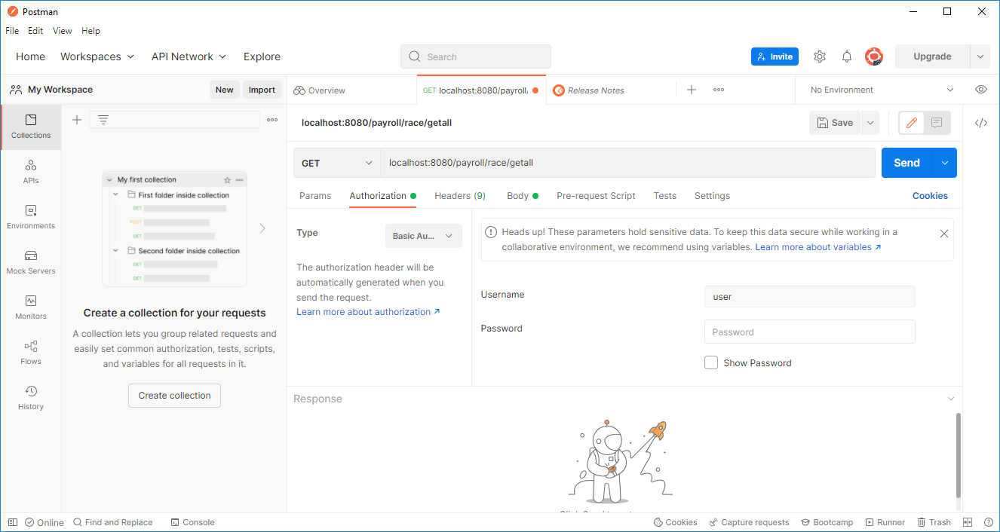 Postman
File Edit View Help
Home Workspaces API Network Explore Search Invite Upgrade
My Workspace New Import Overview GET localhost:8080/payroll/ Release Notes No Environment
Collections
APIs
Environments
Mock Servers
Monitors
Flows
History
My first collection
First folder inside collection
GET
POST
GET
Second folder inside collection
GET
GET
Create a collection for your requests
A collection lets you group related requests and
easily set common authorization, tests, scripts,
and variables for all requests in it.
Create collection
localhost:8080/payroll/race/getall Save
GET localhost:8080/payroll/race/getall Send
Params Authorization Headers (9) Body Pre-request Script Tests Settings Cookies
Type Basic Au...
The authorization header will be
automatically generated when you
send the request.
Learn more about authorization
Heads up! These parameters hold sensitive data. To keep this data secure while working in a
collaborative environment, we recommend using variables. Learn more about variables
Username user
Password Password
Show Password
Response
Online Find and Replace Console Cookies Capture requests Bootcamp Runner Trash